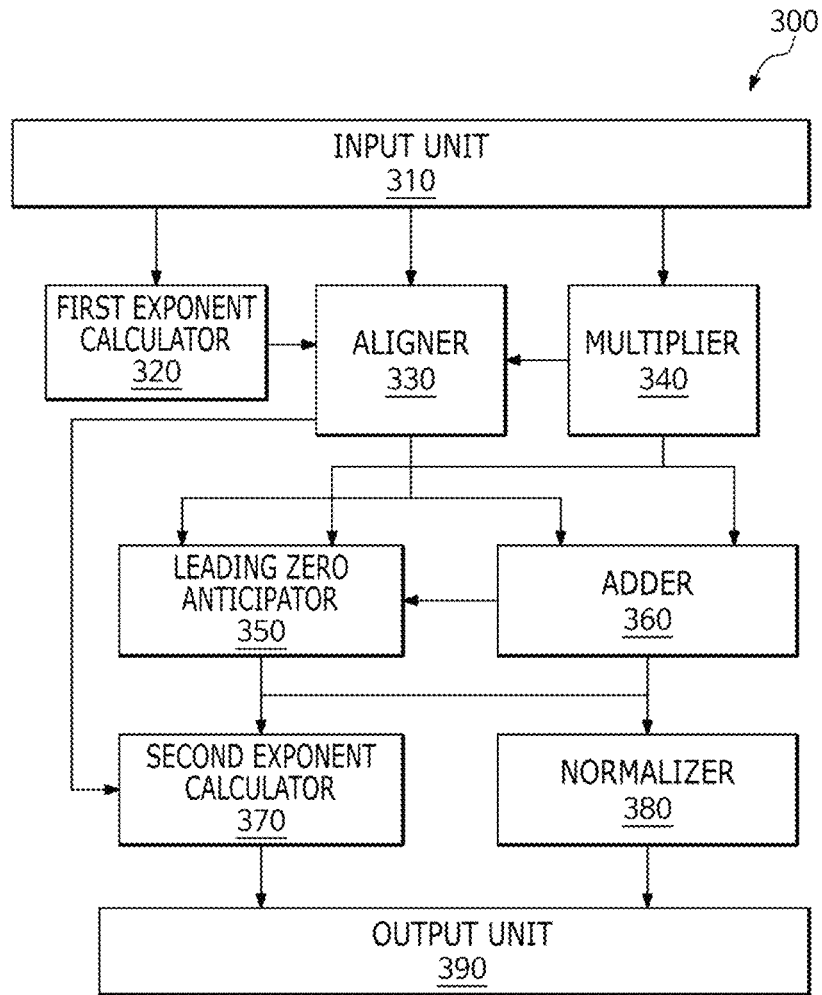 300
INPUT UNIT
310
FIRST EXPONENT
CALCULATOR
320
ALIGNER
330
MULTIPLIER
340
LEADING ZERO
ANTICIPATOR
350
ADDER
360
SECOND EXPONENT
CALCULATOR
370
NORMALIZER
380
OUTPUT UNIT
390